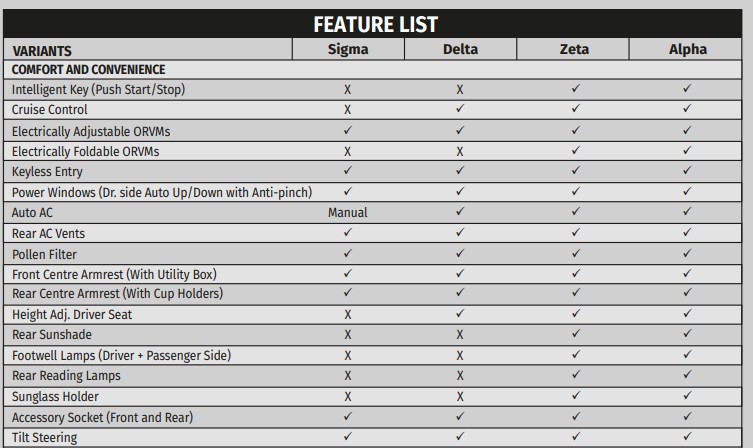 FEATURE LIST
VARIANTS Sigma Delta Zeta Alpha
COMFORT AND CONVENIENCE
Intelligent Key (Push Start/Stop) X X ✓ ✓
Cruise Control X ✓ ✓ ✓
Electrically Adjustable ORVMs ✓ ✓ ✓ ✓
Electrically Foldable ORVMs X X ✓ ✓
Keyless Entry ✓ ✓ ✓ ✓
Power Windows (Dr. side Auto Up/Down with Anti-pinch) ✓ ✓ ✓ ✓
Auto AC Manual ✓ ✓ ✓
Rear AC Vents ✓ ✓ ✓ ✓
Pollen Filter ✓ ✓ ✓ ✓
Front Centre Armrest (With Utility Box) ✓ ✓ ✓ ✓
Rear Centre Armrest (With Cup Holders) ✓ ✓ ✓ ✓
Height Adj. Driver Seat X ✓ ✓ ✓
Rear Sunshade X X ✓ ✓
Footwell Lamps (Driver + Passenger Side) X X ✓ ✓
Rear Reading Lamps X X ✓ ✓
Sunglass Holder X X ✓ ✓
Accessory Socket (Front and Rear) ✓ ✓ ✓ ✓
Tilt Steering ✓ ✓ ✓ ✓